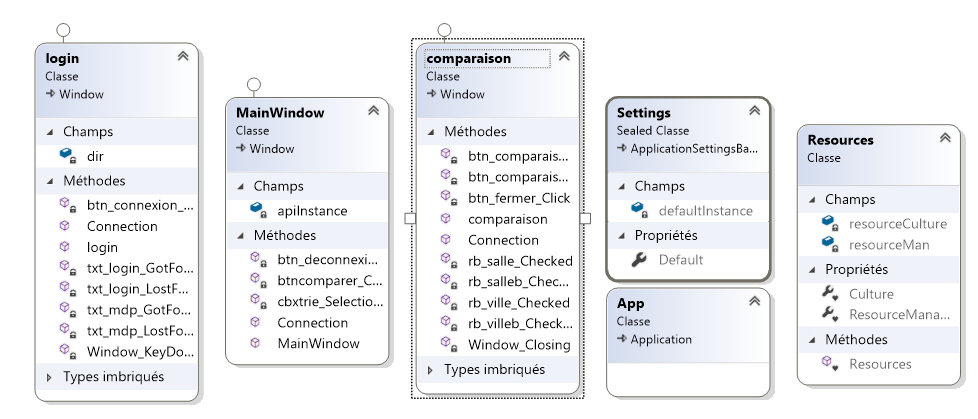 login
Classe
Window
Champs
dir
Méthodes
btn_connexion_...
Connection
login
txt_login_GotFo...
txt_login_LostF...
txt_mdp_GotFo...
txt_mdp_LostFo...
Window_KeyDo...
Types imbriqués
MainWindow
Classe
Window
Champs
apiInstance
Méthodes
btn_deconnexi...
btncomparer_C...
cbxtrie_Selectio...
Connection
MainWindow
comparaison
Classe
Window
Méthodes
btn_comparais...
btn_comparais...
btn_fermer_Click
comparaison
Connection
rb_salle_Checked
rb_salleb_Chec...
rb_ville_Checked
rb_villeb_Check...
Window_Closing
Types imbriqués
Settings
Sealed Classe
ApplicationSettingsBa...
Champs
defaultInstance
Propriétés
Default
App
Classe
Application
Resources
Classe
Champs
resourceCulture
resourceMan
Propriétés
Culture
ResourceMana...
Méthodes
Resources